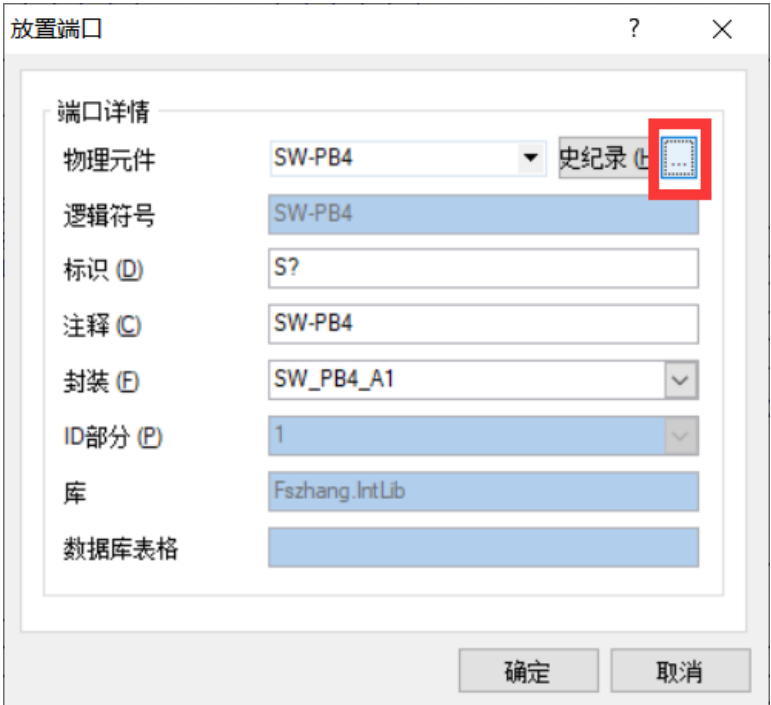 放置端口 ?
端口详情
物理元件 SW-PB4 史纪录 (H ...
逻辑符号 SW-PB4
标识 (D) S?
注释 (C) SW-PB4
封装 (F) SW_PB4_A1
ID部分 (P) 1
库 Fszhang.IntLib
数据库表格
确定 取消